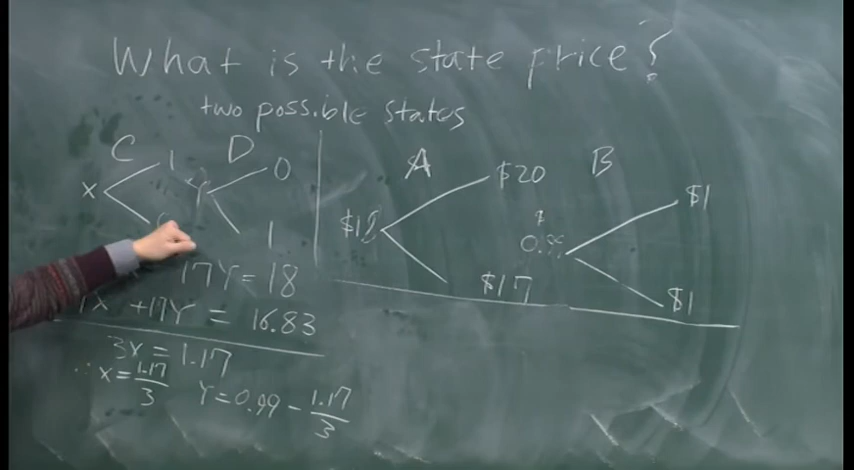 What is the state price?
two possible states
C D A B
X 1 Y 0 $20 $1
1 $18 $ 0.99
$17 $1
17Y = 18
X + 17Y = 16.83
3X = 1.17
X = 1.17/3 Y = 0.99 - 1.17/3